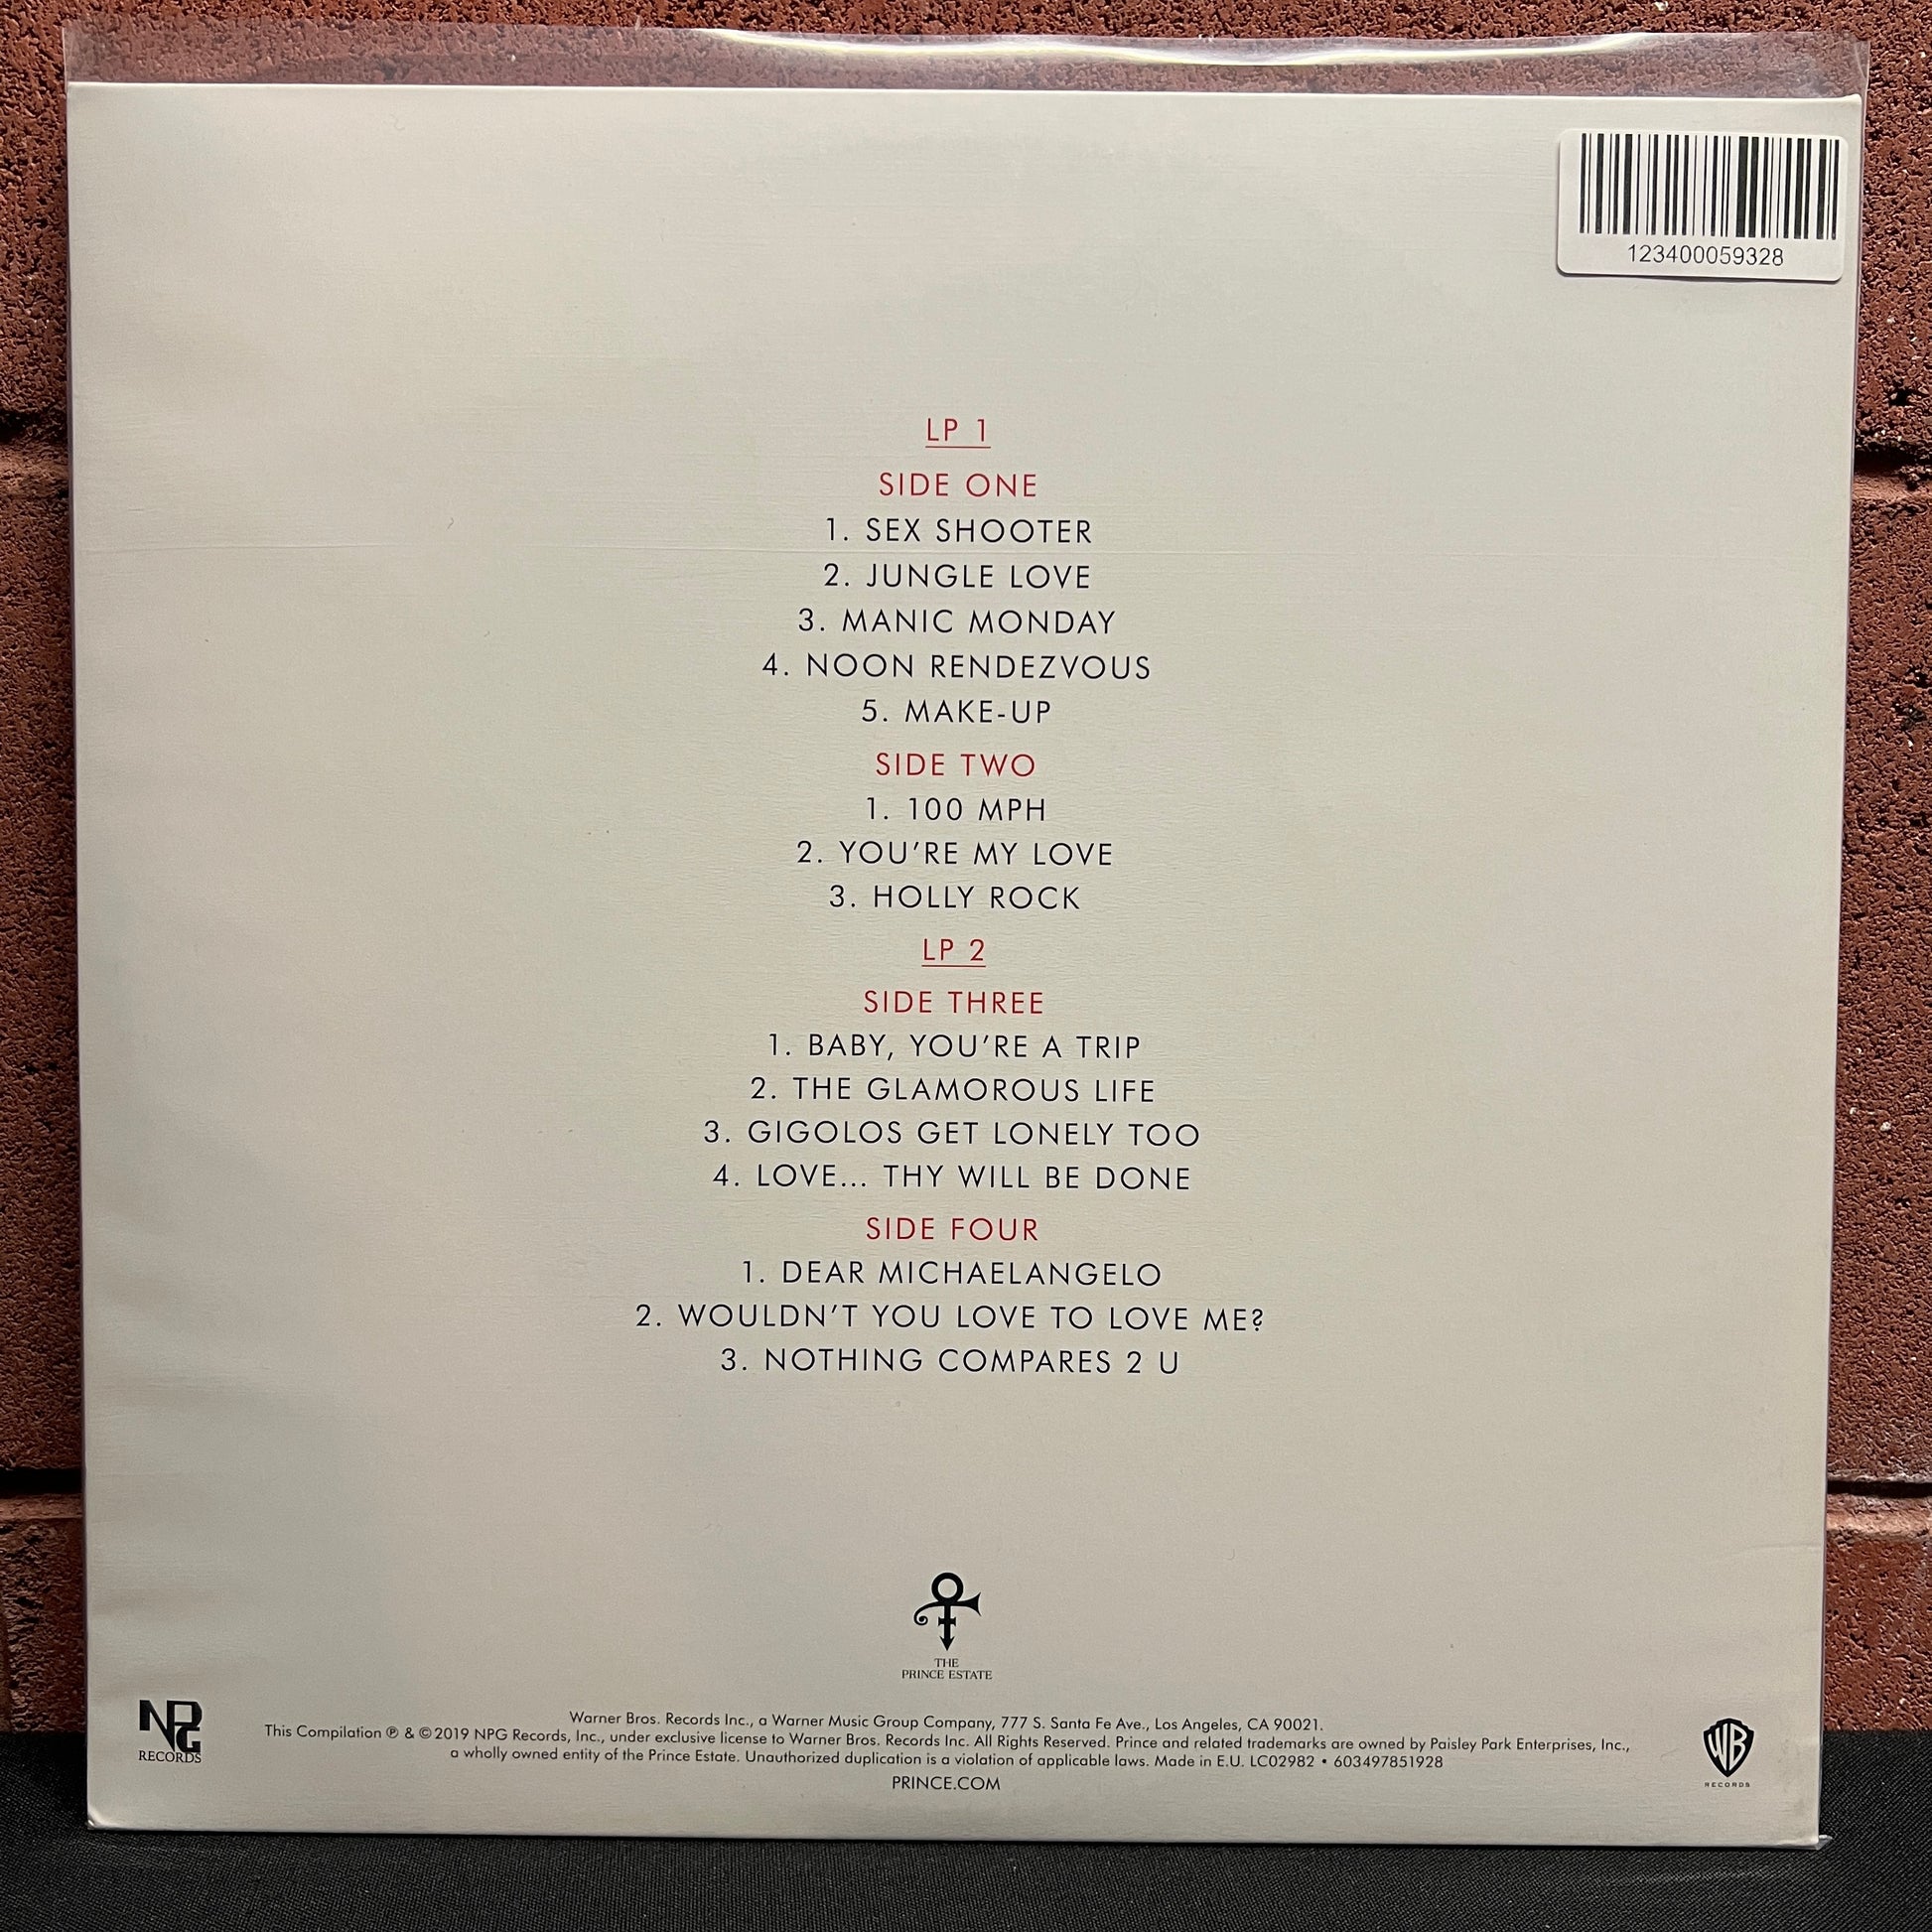 123400059328
LP 1
SIDE ONE
1. SEX SHOOTER
2. JUNGLE LOVE
3. MANIC MONDAY
4. NOON RENDEZVOUS
5. MAKE-UP
SIDE TWO
1. 100 MPH
2. YOU'RE MY LOVE
3. HOLLY ROCK
LP 2
SIDE THREE
1. BABY, YOU'RE A TRIP
2. THE GLAMOROUS LIFE
3. GIGOLOS GET LONELY TOO
4. LOVE... THY WILL BE DONE
SIDE FOUR
1. DEAR MICHAELANGELO
2. WOULDN'T YOU LOVE TO LOVE ME?
3. NOTHING COMPARES 2 U
THE
PRINCE ESTATE
NPG
RECORDS
Warner Bros. Records Inc., a Warner Music Group Company, 777 S. Santa Fe Ave., Los Angeles, CA 90021.
This Compilation ℗ & © 2019 NPG Records, Inc., under exclusive license to Warner Bros. Records Inc. All Rights Reserved. Prince and related trademarks are owned by Paisley Park Enterprises, Inc.,
a wholly owned entity of the Prince Estate. Unauthorized duplication is a violation of applicable laws. Made in E.U. LC02982 • 603497851928
PRINCE.COM
WB
RECORDS